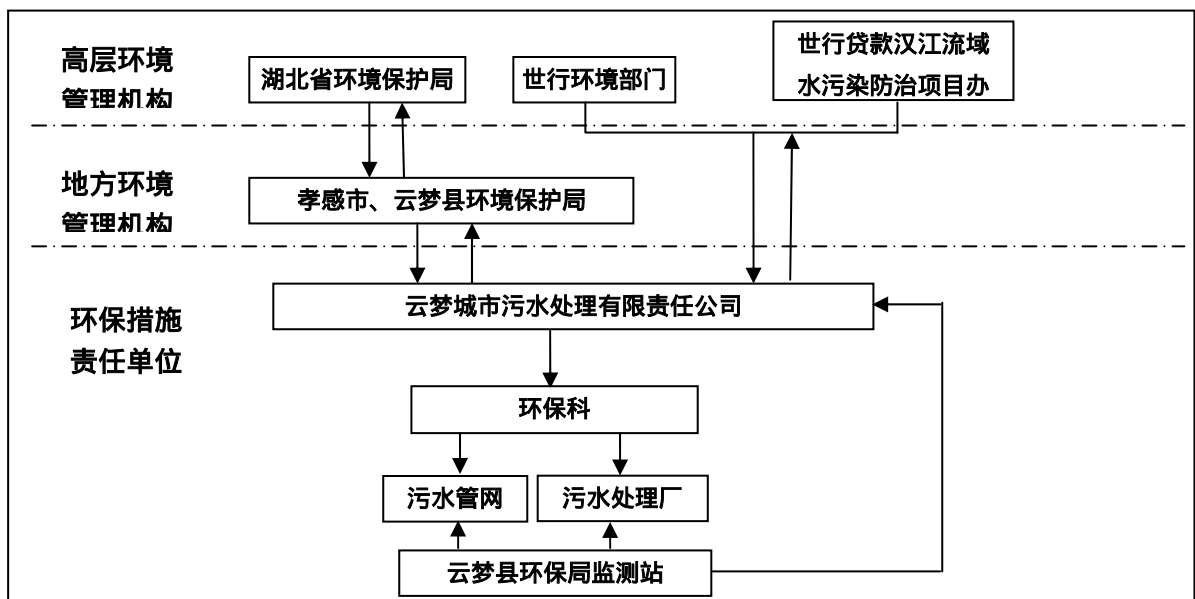 高层环境
管理机构
湖北省环境保护局
世行环境部门
世行贷款汉江流域
水污染防治项目办
地方环境
管理机构
孝感市、云梦县环境保护局
环保措施
责任单位
云梦城市污水处理有限责任公司
环保科
污水管网
污水处理厂
云梦县环保局监测站